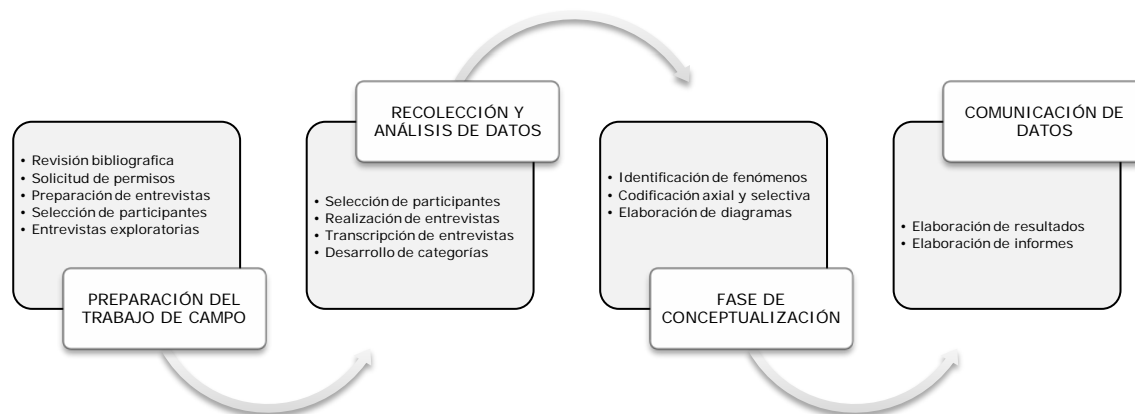 • Revisión bibliografica
• Solicitud de permisos
• Preparación de entrevistas
• Selección de participantes
• Entrevistas exploratorias
PREPARACIÓN DEL
TRABAJO DE CAMPO
RECOLECCIÓN Y
ANÁLISIS DE DATOS
• Selección de participantes
• Realización de entrevistas
• Transcripción de entrevistas
• Desarrollo de categorías
• Identificación de fenómenos
• Codificación axial y selectiva
• Elaboración de diagramas
FASE DE
CONCEPTUALIZACIÓN
COMUNICACIÓN DE
DATOS
• Elaboración de resultados
• Elaboración de informes